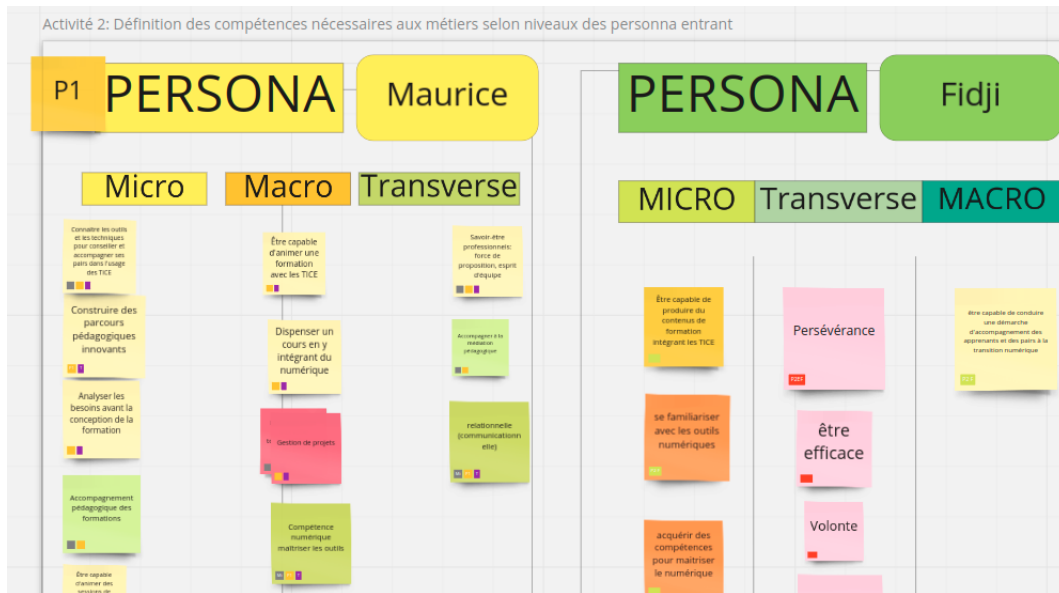 Activité 2: Définition des compétences nécessaires aux métiers selon niveaux des personna entrant
P1
PERSONA
Maurice
Micro
Macro
Transverse
Connaitre les outils
et les techniques
pour conseiller et
accompagner ses
pairs dans l'usage
des TICE
Construire des
parcours
pédagogiques
innovants
Analyser les
besoins avant la
conception de la
formation
Accompagnement
pédagogique des
formations
Être capable
d'animer des
sessions de
Être capable
d'animer une
formation
avec les TICE
Dispenser un
cours en y
intégrant du
numérique
Gestion de projets
Compétence
numérique
maitriser les outils
Savoir-être
professionnels:
force de
proposition, esprit
d'équipe
Accompagner à la
médiation
pédagogique
relationnelle
(communicationn
elle)
PERSONA
Fidji
MICRO
Transverse
MACRO
Être capable de
produire du
contenus de
formation
intégrant les TICE
se familiariser
avec les outils
numériques
acquérir des
compétences
pour maitriser
le numérique
Persévérance
être
efficace
Volonte
être capable de conduire
une démarche
d'accompagnement des
apprenants et des pairs à la
transition numérique